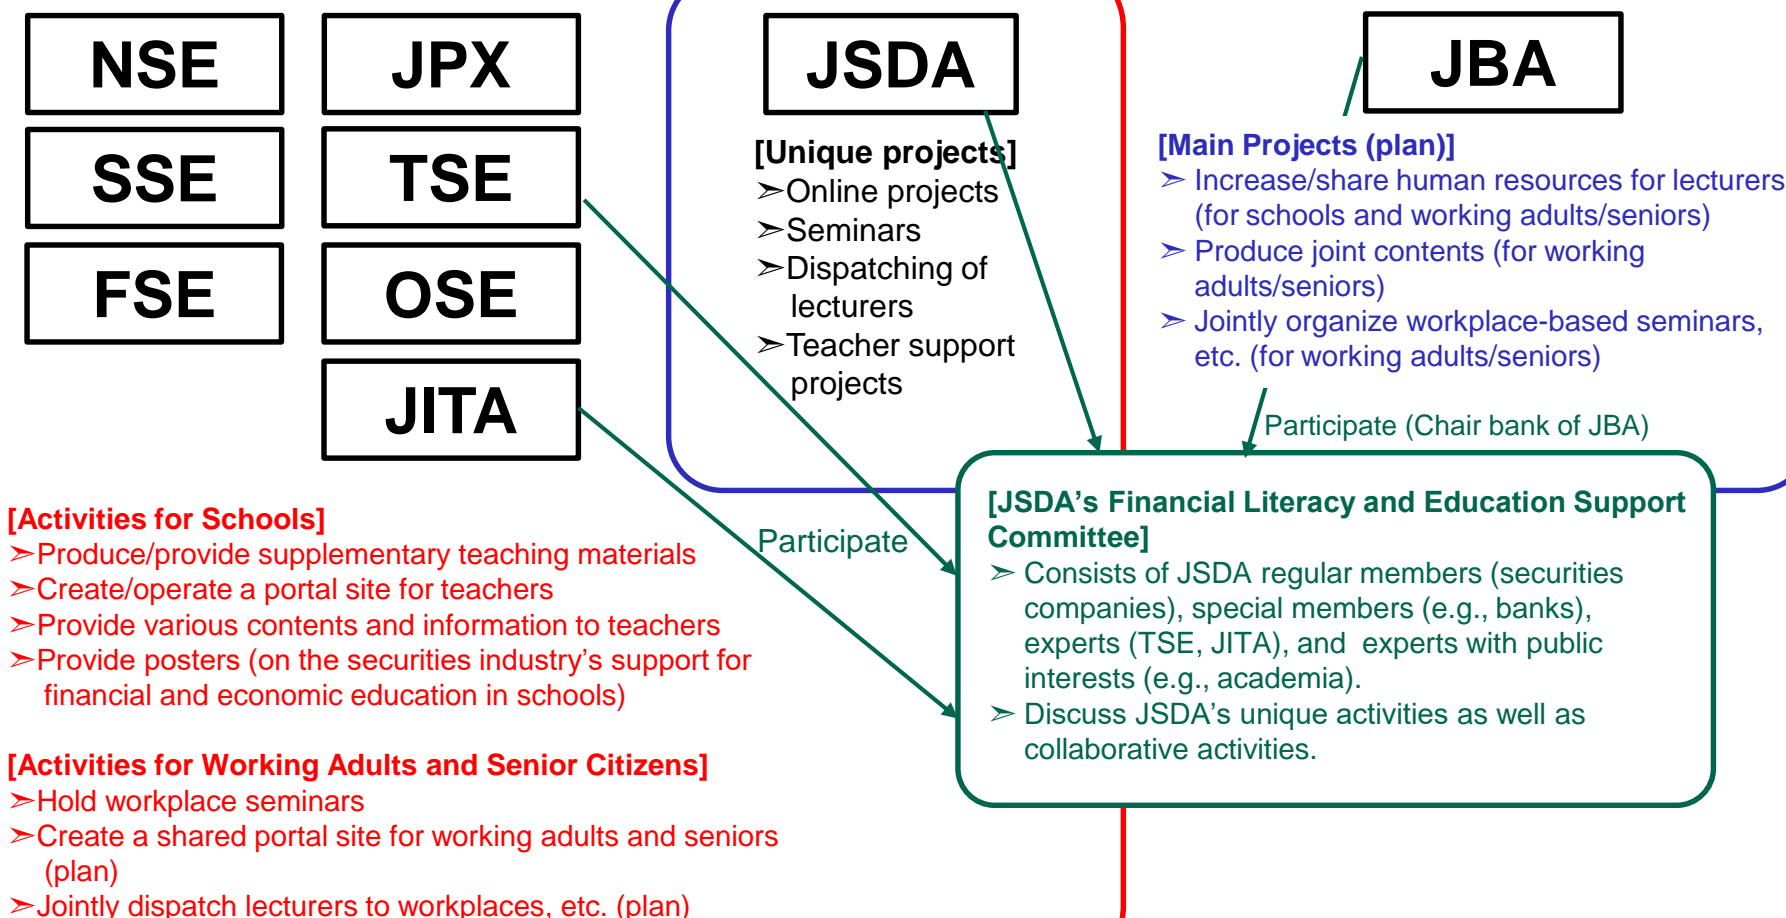 NSE
JPX
JSDA
JBA
SSE
TSE
FSE
OSE
JITA
[Unique projects]
➢Online projects
➢Seminars
➢Dispatching of
lecturers
➢Teacher support
projects
[Main Projects (plan)]
➢ Increase/share human resources for lecturers
(for schools and working adults/seniors)
➢ Produce joint contents (for working
adults/seniors)
➢ Jointly organize workplace-based seminars,
etc. (for working adults/seniors)
Participate (Chair bank of JBA)
Participate
[JSDA’s Financial Literacy and Education Support
Committee]
➢ Consists of JSDA regular members (securities
companies), special members (e.g., banks),
experts (TSE, JITA), and experts with public
interests (e.g., academia).
➢ Discuss JSDA’s unique activities as well as
collaborative activities.
[Activities for Schools]
➢Produce/provide supplementary teaching materials
➢Create/operate a portal site for teachers
➢Provide various contents and information to teachers
➢Provide posters (on the securities industry’s support for
financial and economic education in schools)
[Activities for Working Adults and Senior Citizens]
➢Hold workplace seminars
➢Create a shared portal site for working adults and seniors
(plan)
➢Jointly dispatch lecturers to workplaces, etc. (plan)